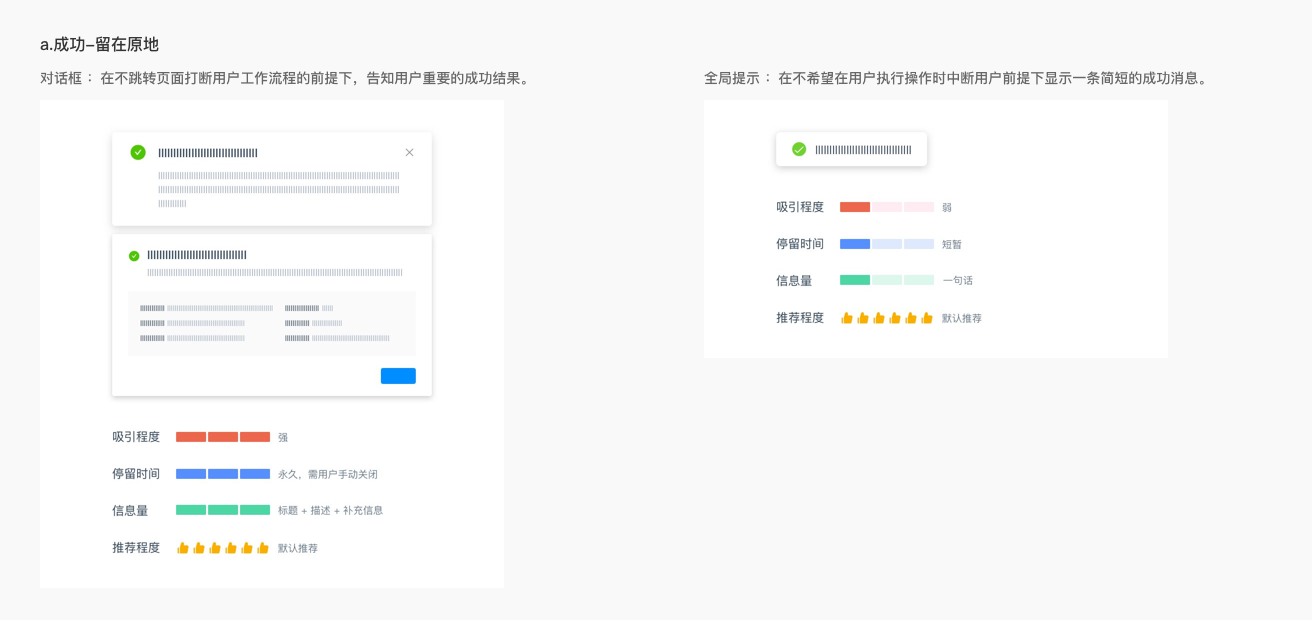 a.成功–留在原地
对话框 ：在不跳转页面打断用户工作流程的前提下，告知用户重要的成功结果。
吸引程度 强
停留时间 永久，需用户手动关闭
信息量 标题 + 描述 + 补充信息
推荐程度 默认推荐
全局提示 ：在不希望在用户执行操作时中断用户前提下显示一条简短的成功消息。
吸引程度 弱
停留时间 短暂
信息量 一句话
推荐程度 默认推荐